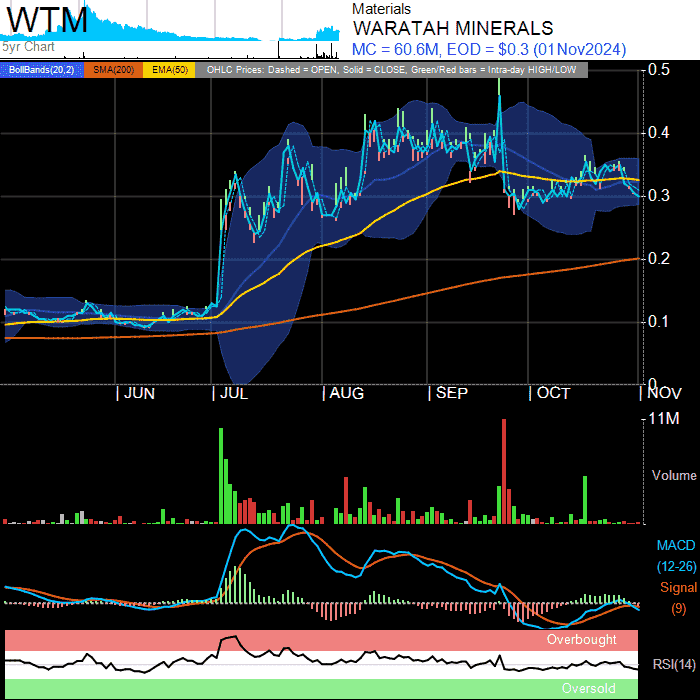 WTM
5yr Chart
Materials
WARATAH MINERALS
MC = 60.6M, EOD = $0.3 (01Nov2024)
BollBands(20,2) SMA(200) EMA(50) OHLC Prices: Dashed = OPEN, Solid = CLOSE, Green/Red bars = Intra-day HIGH/LOW
0.5
0.4
0.3
0.2
0.1
0
| JUN | JUL | AUG | SEP | OCT | NOV
11M
Volume
MACD
(12-26)
Signal
(9)
Overbought
RSI(14)
Oversold